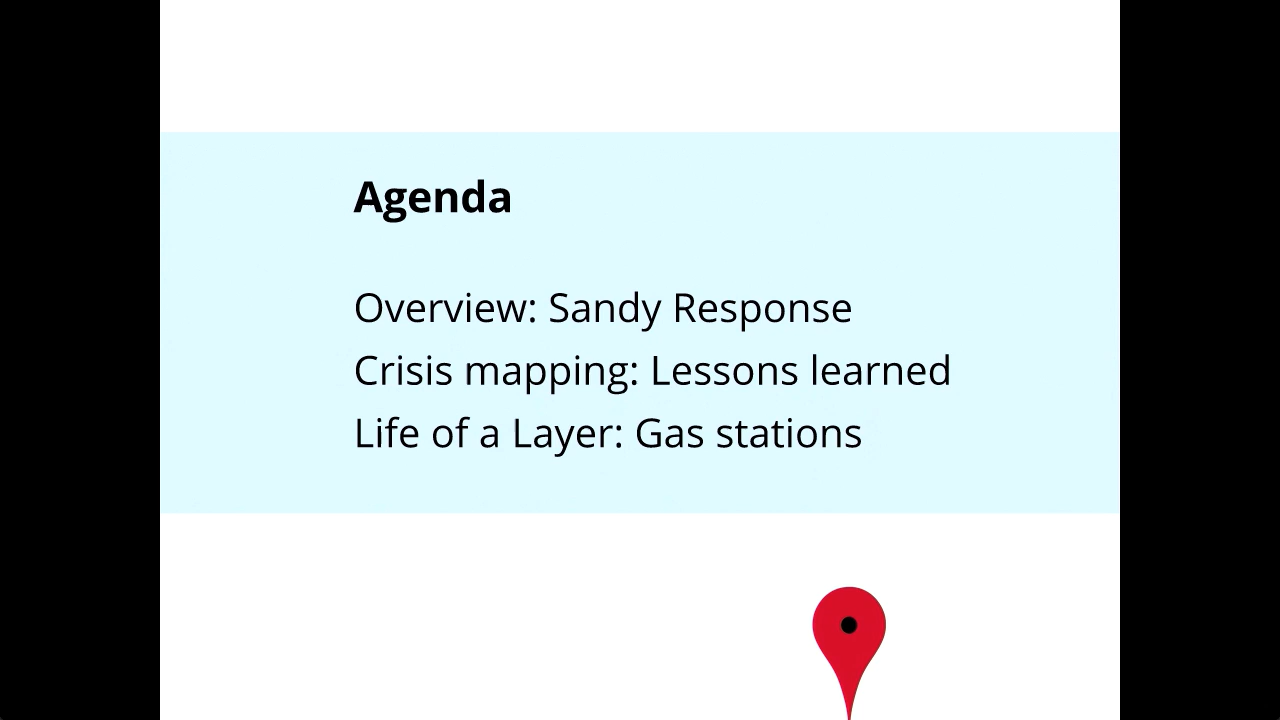 Agenda
Overview: Sandy Response
Crisis mapping: Lessons learned
Life of a Layer: Gas stations